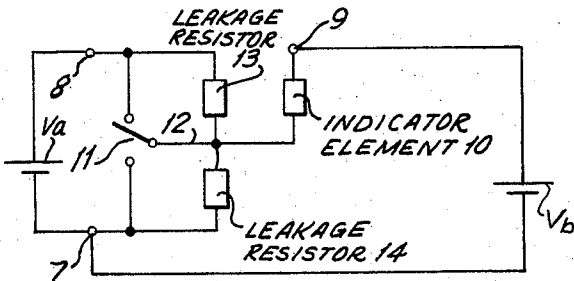 LEAKAGE
RESISTOR
13
9
8
Va
11
12
INDICATOR
ELEMENT 10
LEAKAGE
RESISTOR 14
7
Vb